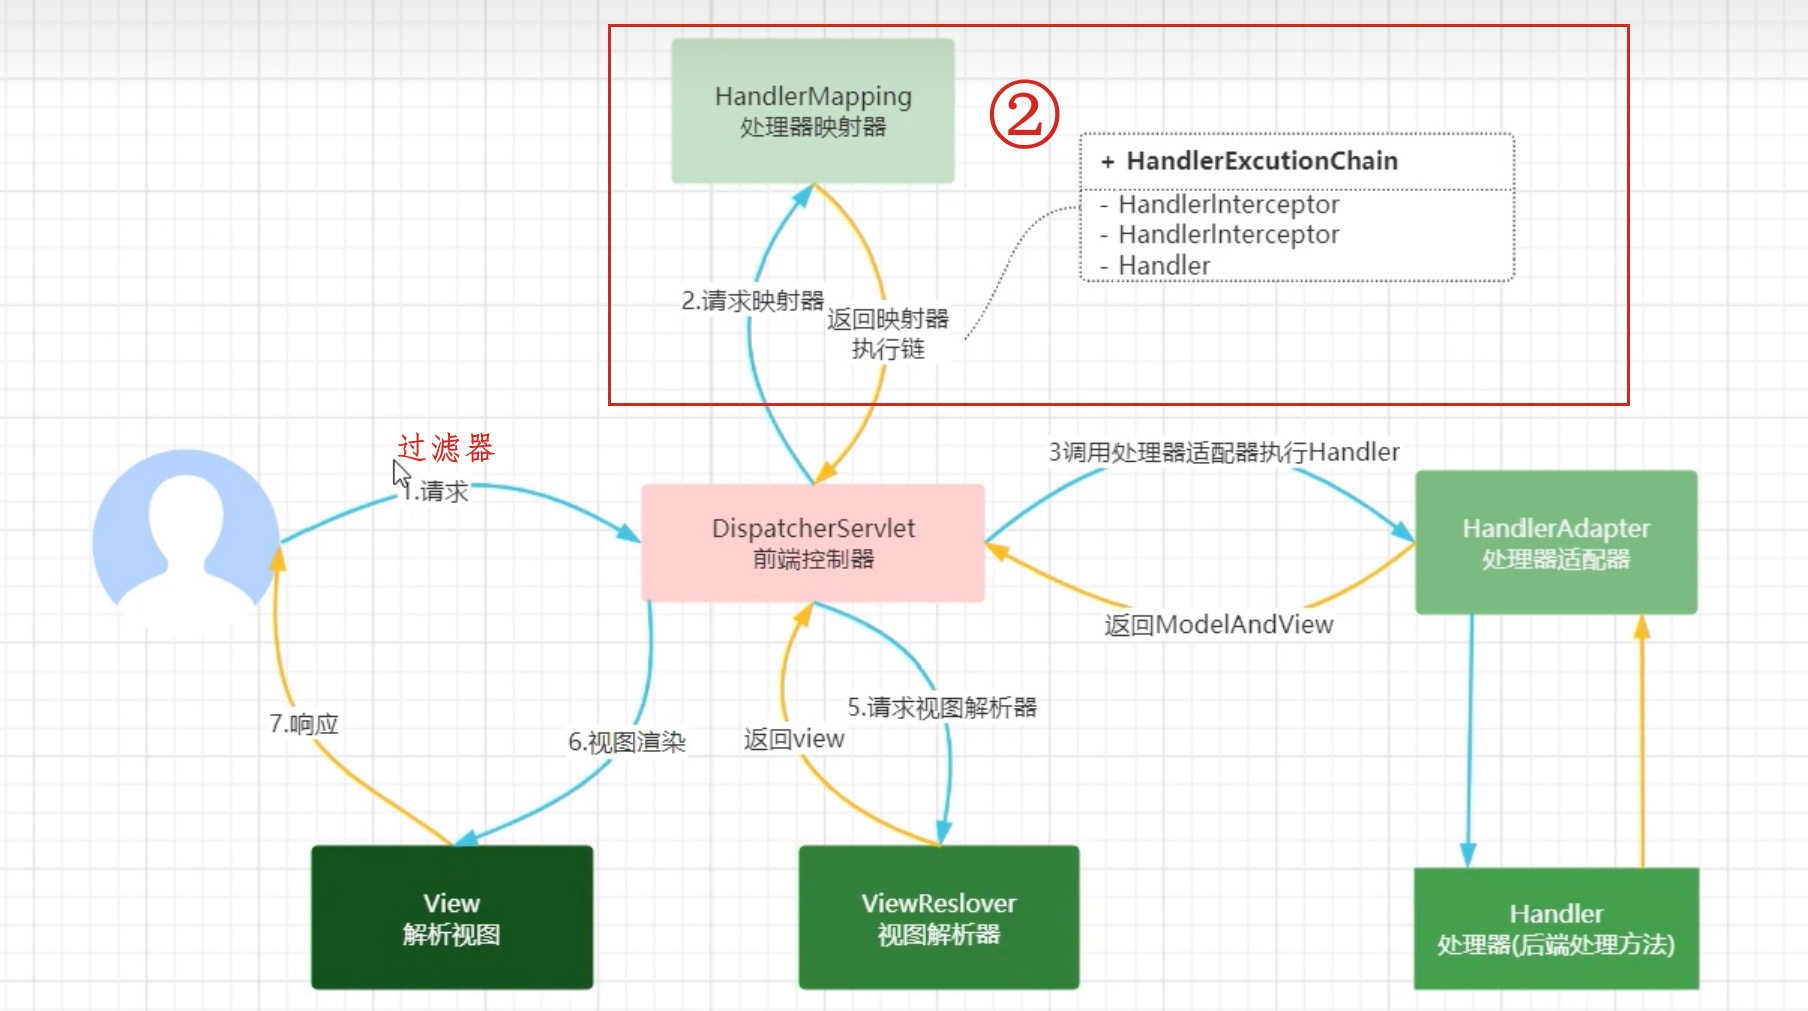 HandlerMapping
处理器映射器
②
+ HandlerExcutionChain
- HandlerInterceptor
- HandlerInterceptor
- Handler
2.请求映射器
返回映射器
执行链
过滤器
1.请求
DispatcherServlet
前端控制器
3调用处理器适配器执行Handler
HandlerAdapter
处理器适配器
返回ModelAndView
7.响应
6.视图渲染
返回view
5.请求视图解析器
View
解析视图
ViewReslover
视图解析器
Handler
处理器(后端处理方法)